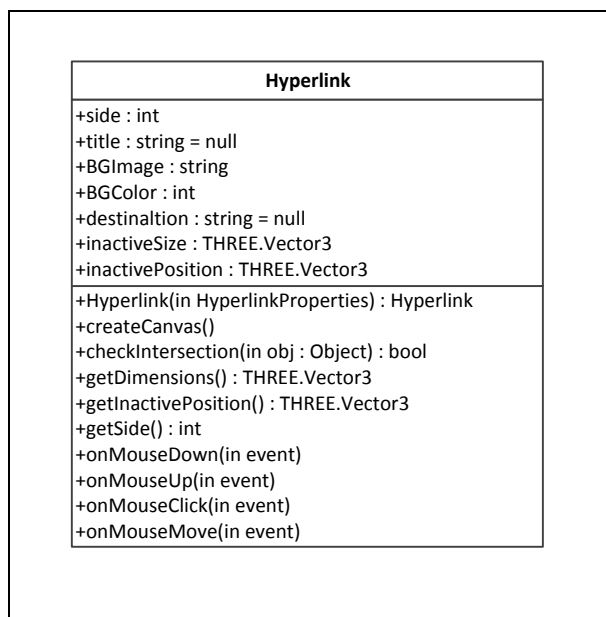 Hyperlink
+side : int
+title : string = null
+BGImage : string
+BGColor : int
+destinaltion : string = null
+inactiveSize : THREE.Vector3
+inactivePosition : THREE.Vector3
+Hyperlink(in HyperlinkProperties) : Hyperlink
+createCanvas()
+checkIntersection(in obj : Object) : bool
+getDimensions() : THREE.Vector3
+getInactivePosition() : THREE.Vector3
+getSide() : int
+onMouseDown(in event)
+onMouseUp(in event)
+onMouseClick(in event)
+onMouseMove(in event)